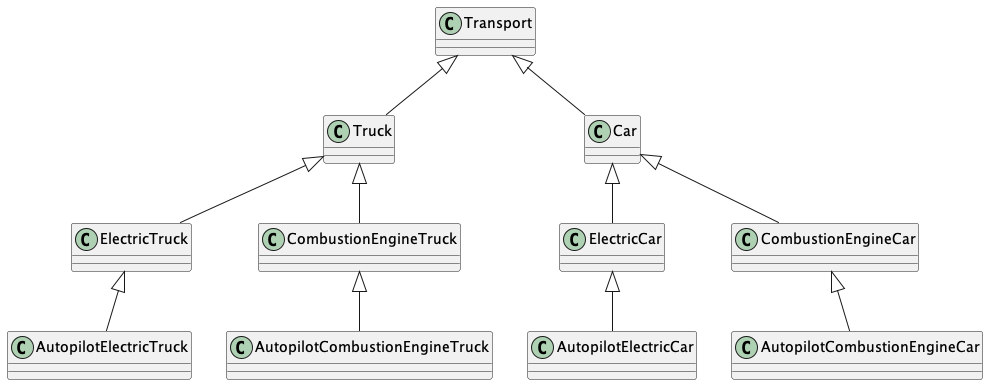 C Transport
C Truck
C Car
C ElectricTruck
C CombustionEngineTruck
C ElectricCar
C CombustionEngineCar
C AutopilotElectricTruck
C AutopilotCombustionEngineTruck
C AutopilotElectricCar
C AutopilotCombustionEngineCar